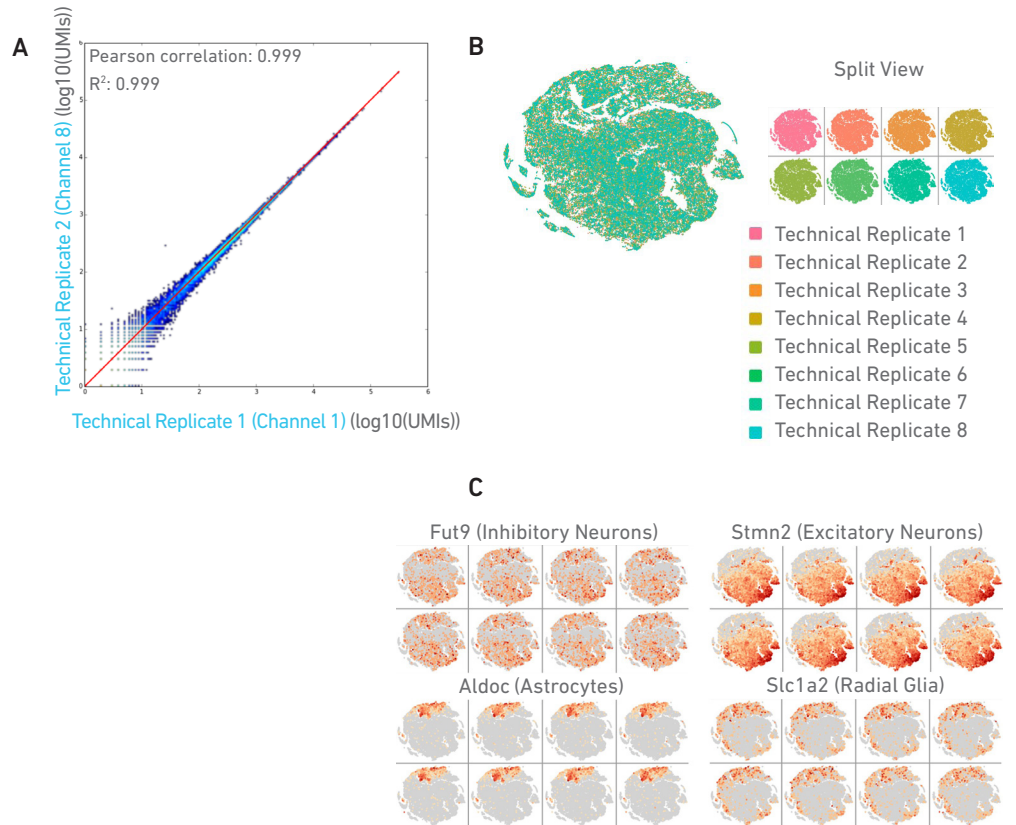 A
Pearson correlation: 0.999
R²: 0.999
Technical Replicate 2 (Channel 8) (log10(UMIs))
6
5
4
3
2
1
0
0 1 2 3 4 5 6
Technical Replicate 1 (Channel 1) (log10(UMIs))
B
Split View
Technical Replicate 1
Technical Replicate 2
Technical Replicate 3
Technical Replicate 4
Technical Replicate 5
Technical Replicate 6
Technical Replicate 7
Technical Replicate 8
C
Fut9 (Inhibitory Neurons)
Stmn2 (Excitatory Neurons)
Aldoc (Astrocytes)
Slc1a2 (Radial Glia)